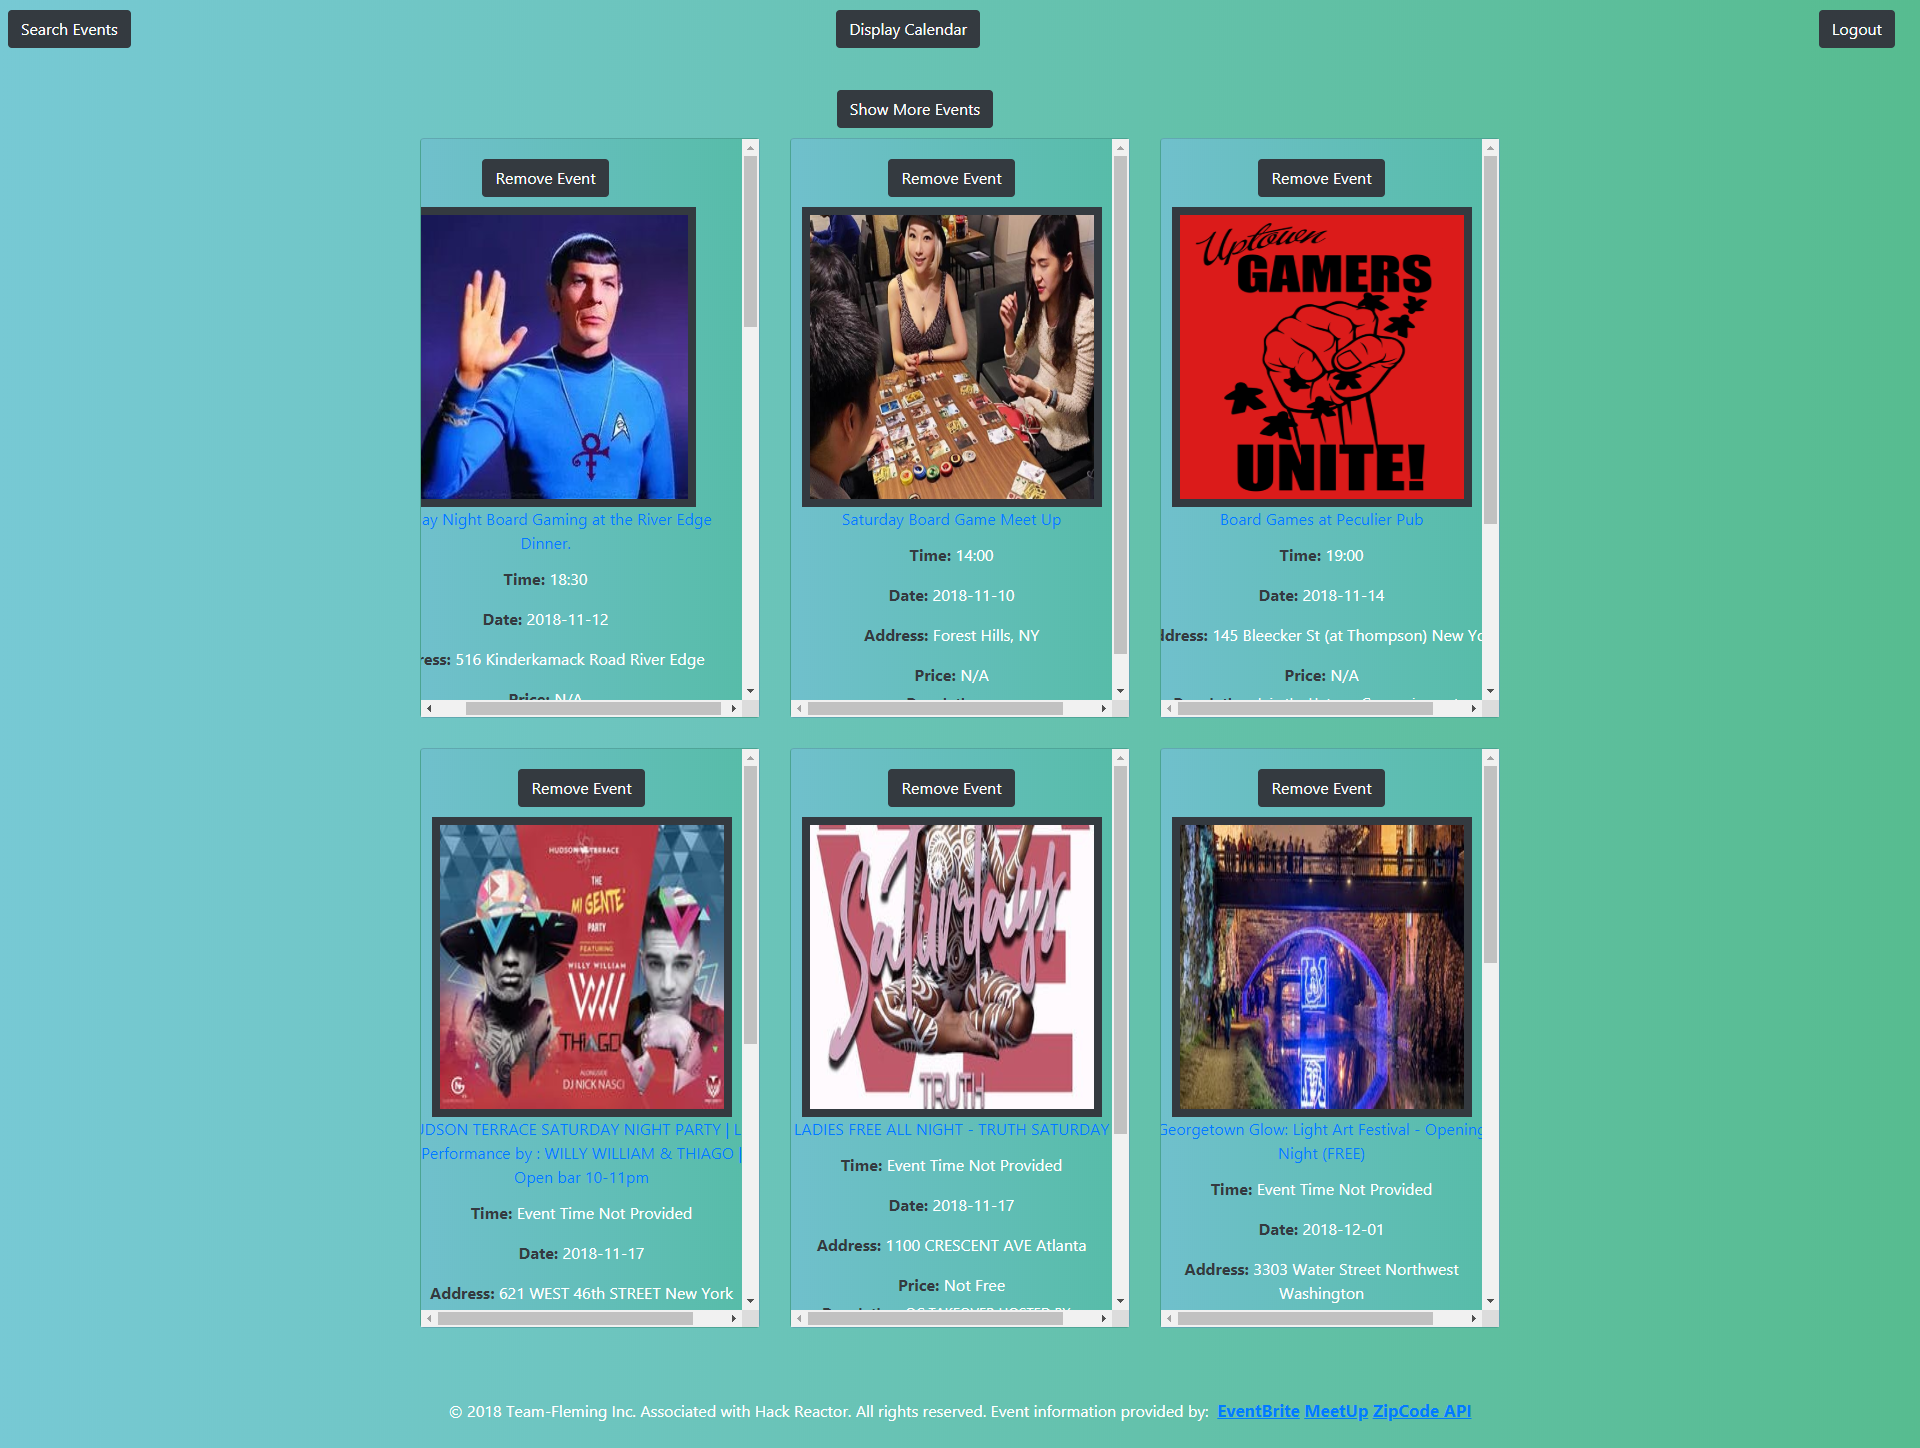 Search Events
Display Calendar
Logout
Show More Events
Remove Event
ay Night Board Gaming at the River Edge
Dinner.
Time: 18:30
Date: 2018-11-12
ress: 516 Kinderkamack Road River Edge
Price: N/A
Remove Event
Saturday Board Game Meet Up
Time: 14:00
Date: 2018-11-10
Address: Forest Hills, NY
Price: N/A
Remove Event
Uptown
GAMERS
UNITE!
Board Games at Peculier Pub
Time: 19:00
Date: 2018-11-14
ddress: 145 Bleecker St (at Thompson) New Yo
Price: N/A
Remove Event
HUDSON TERRACE
THE
MI GENTE
PARTY
FEATURING
WILLY WILLIAM
THIAGO
ALONGSIDE
DJ NICK NASCI
UDSON TERRACE SATURDAY NIGHT PARTY | L
Performance by : WILLY WILLIAM & THIAGO |
Open bar 10-11pm
Time: Event Time Not Provided
Date: 2018-11-17
Address: 621 WEST 46th STREET New York
Remove Event
Saturdays
TRUTH
LADIES FREE ALL NIGHT - TRUTH SATURDAY
Time: Event Time Not Provided
Date: 2018-11-17
Address: 1100 CRESCENT AVE Atlanta
Price: Not Free
Remove Event
Georgetown Glow: Light Art Festival - Opening
Night (FREE)
Time: Event Time Not Provided
Date: 2018-12-01
Address: 3303 Water Street Northwest
Washington
© 2018 Team-Fleming Inc. Associated with Hack Reactor. All rights reserved. Event information provided by: EventBrite MeetUp ZipCode API